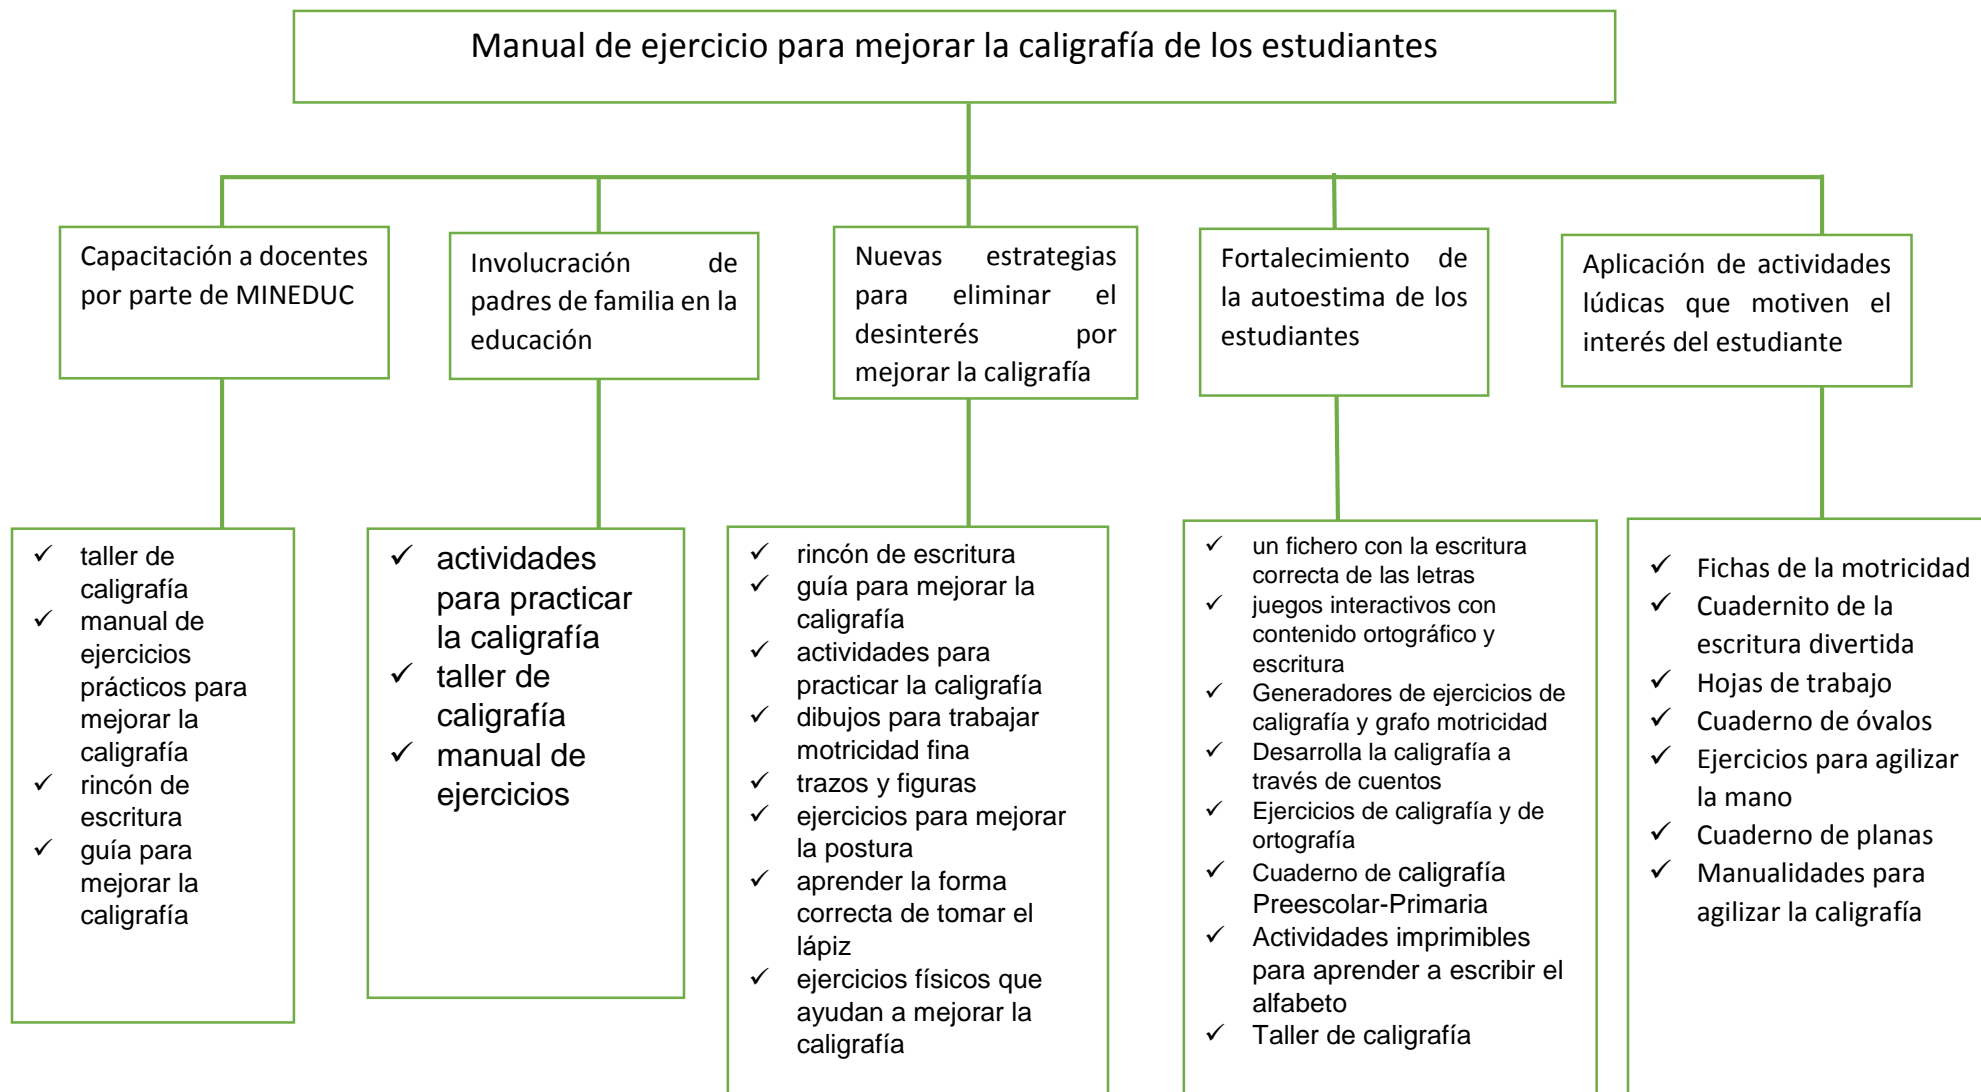 Manual de ejercicio para mejorar la caligrafía de los estudiantes
Capacitación a docentes
por parte de MINEDUC
Involucración de
padres de familia en la
educación
Nuevas estrategias
para eliminar el
desinterés por
mejorar la caligrafía
Fortalecimiento de
la autoestima de los
estudiantes
Aplicación de actividades
lúdicas que motiven el
interés del estudiante
✓ taller de
caligrafía
✓ manual de
ejercicios
prácticos para
mejorar la
caligrafía
✓ rincón de
escritura
✓ guía para
mejorar la
caligrafía
✓ actividades
para practicar
la caligrafía
✓ taller de
caligrafía
✓ manual de
ejercicios
✓ rincón de escritura
✓ guía para mejorar la
caligrafía
✓ actividades para
practicar la caligrafía
✓ dibujos para trabajar
motricidad fina
✓ trazos y figuras
✓ ejercicios para mejorar
la postura
✓ aprender la forma
correcta de tomar el
lápiz
✓ ejercicios físicos que
ayudan a mejorar la
caligrafía
✓ un fichero con la escritura
correcta de las letras
✓ juegos interactivos con
contenido ortográfico y
escritura
✓ Generadores de ejercicios de
caligrafía y grafo motricidad
✓ Desarrolla la caligrafía a
través de cuentos
✓ Ejercicios de caligrafía y de
ortografía
✓ Cuaderno de caligrafía
Preescolar-Primaria
✓ Actividades imprimibles
para aprender a escribir el
alfabeto
✓ Taller de caligrafía
✓ Fichas de la motricidad
✓ Cuadernito de la
escritura divertida
✓ Hojas de trabajo
✓ Cuaderno de óvalos
✓ Ejercicios para agilizar
la mano
✓ Cuaderno de planas
✓ Manualidades para
agilizar la caligrafía